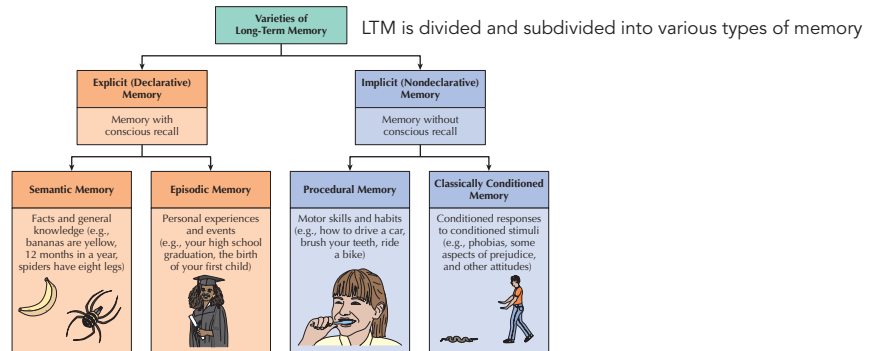 Varieties of
Long-Term Memory
LTM is divided and subdivided into various types of memory
Explicit (Declarative)
Memory
Memory with
conscious recall
Implicit (Nondeclarative)
Memory
Memory without
conscious recall
Semantic Memory
Facts and general
knowledge (e.g.,
bananas are yellow,
12 months in a year,
spiders have eight legs)
Episodic Memory
Personal experiences
and events
(e.g., your high school
graduation, the birth
of your first child)
Procedural Memory
Motor skills and habits
(e.g., how to drive a car,
brush your teeth, ride
a bike)
Classically Conditioned
Memory
Conditioned responses
to conditioned stimuli
(e.g., phobias, some
aspects of prejudice,
and other attitudes)